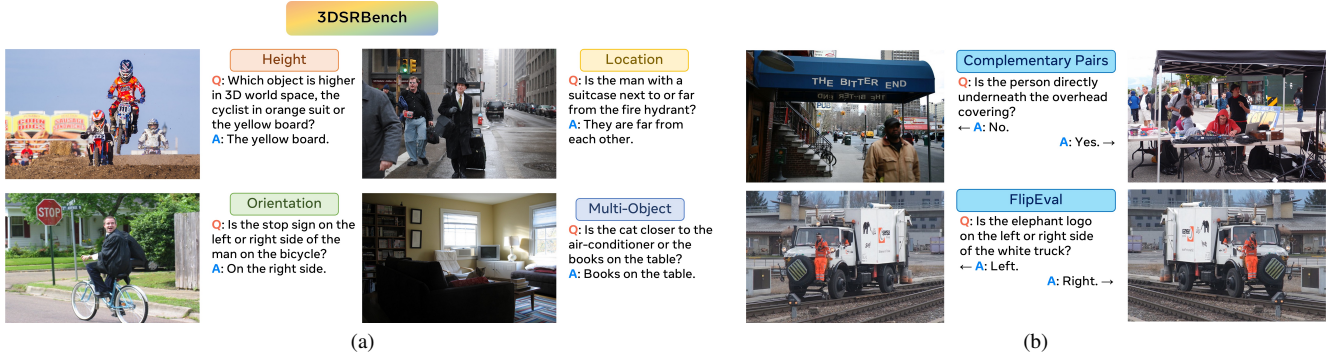 3DSRBench
Height
Q: Which object is higher
in 3D world space, the
cyclist in orange suit or
the yellow board?
A: The yellow board.
Location
Q: Is the man with a
suitcase next to or far
from the fire hydrant?
A: They are far from
each other.
Orientation
Q: Is the stop sign on the
left or right side of the
man on the bicycle?
A: On the right side.
STOP
Multi-Object
Q: Is the cat closer to the
air-conditioner or the
books on the table?
A: Books on the table.
(a)
THE BITTER END
Complementary Pairs
Q: Is the person directly
underneath the overhead
covering?
← A: No.
A: Yes. →
FlipEval
Q: Is the elephant logo
on the left or right side
of the white truck?
← A: Left.
A: Right. →
(b)